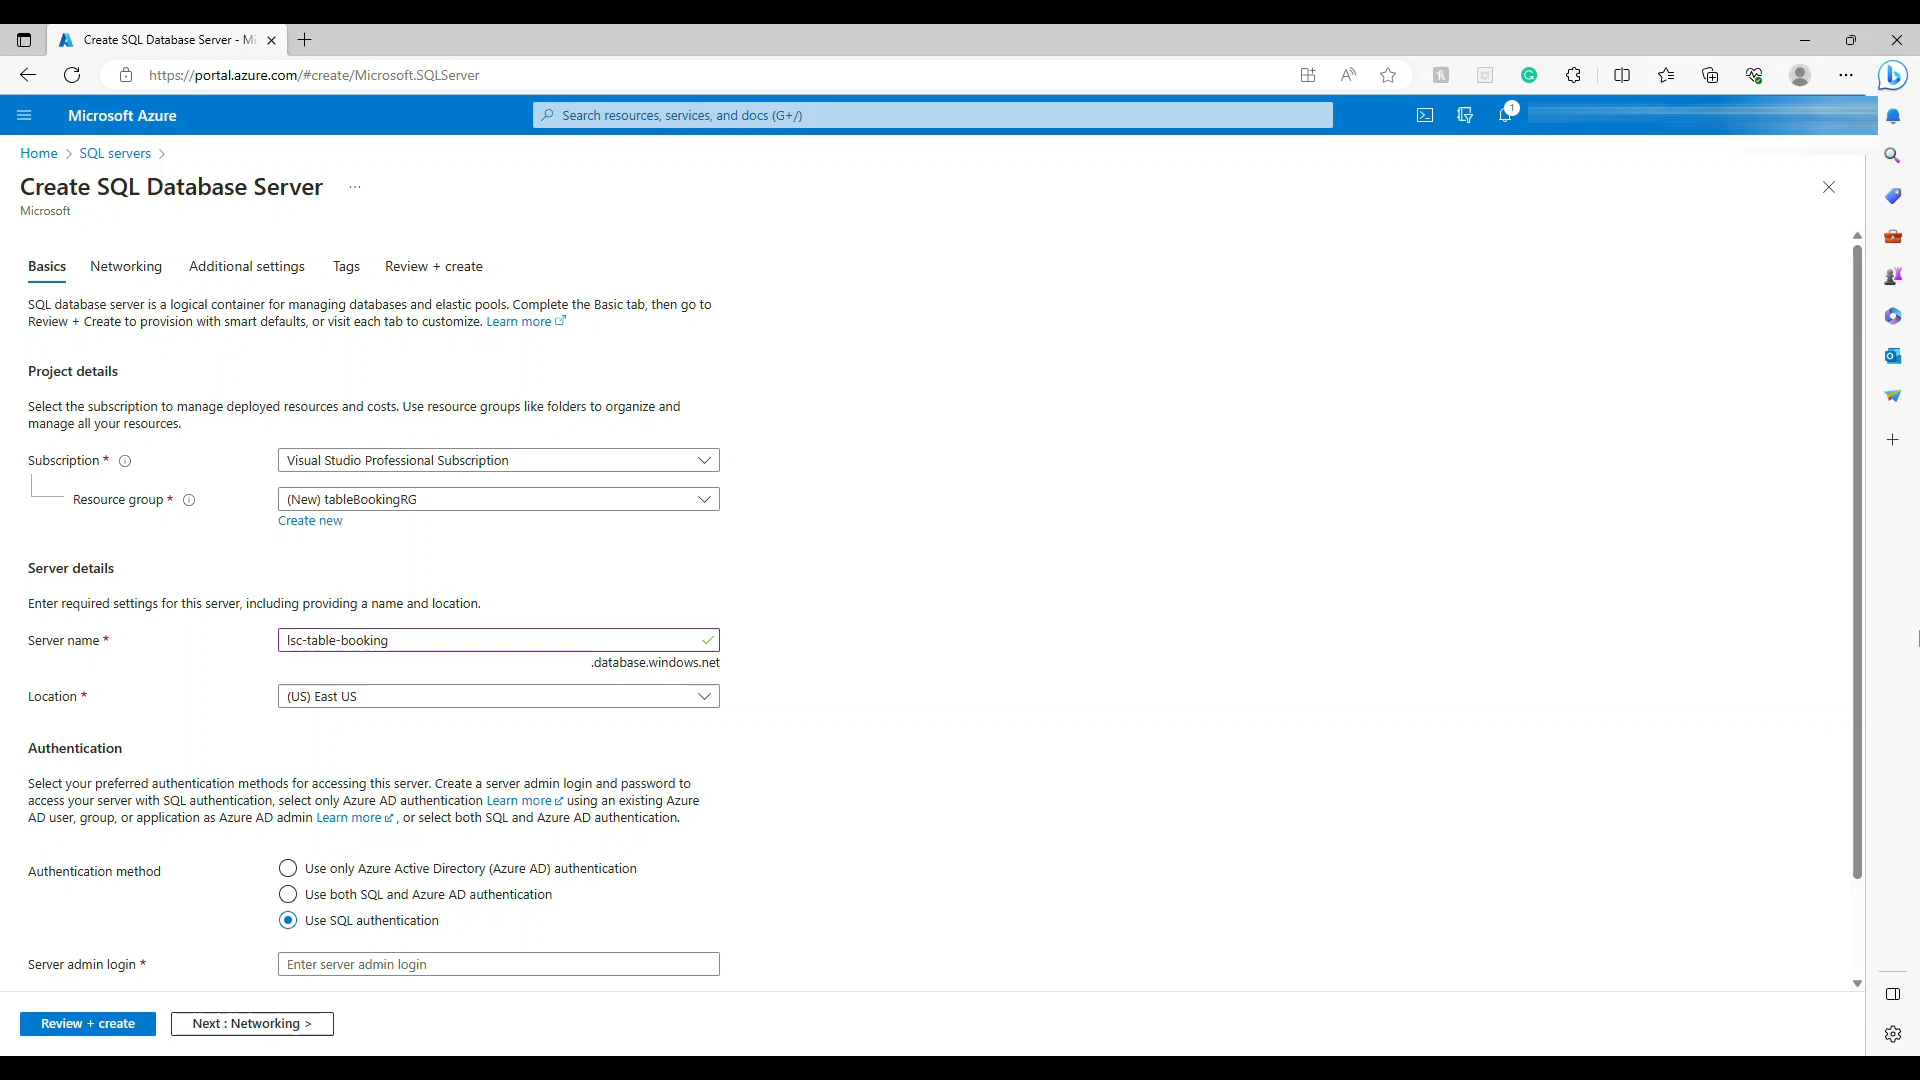 Create SQL Database Server - Mi
https://portal.azure.com/#create/Microsoft.SQLServer
Microsoft Azure
Search resources, services, and docs (G+/)
1
Home > SQL servers >
Create SQL Database Server ...
Microsoft
Basics Networking Additional settings Tags Review + create
SQL database server is a logical container for managing databases and elastic pools. Complete the Basic tab, then go to
Review + Create to provision with smart defaults, or visit each tab to customize. Learn more
Project details
Select the subscription to manage deployed resources and costs. Use resource groups like folders to organize and
manage all your resources.
Subscription * Visual Studio Professional Subscription
Resource group * (New) tableBookingRG
Create new
Server details
Enter required settings for this server, including providing a name and location.
Server name * lsc-table-booking
.database.windows.net
Location * (US) East US
Authentication
Select your preferred authentication methods for accessing this server. Create a server admin login and password to
access your server with SQL authentication, select only Azure AD authentication Learn more using an existing Azure
AD user, group, or application as Azure AD admin Learn more , or select both SQL and Azure AD authentication.
Authentication method
Use only Azure Active Directory (Azure AD) authentication
Use both SQL and Azure AD authentication
Use SQL authentication
Server admin login * Enter server admin login
Review + create Next : Networking >